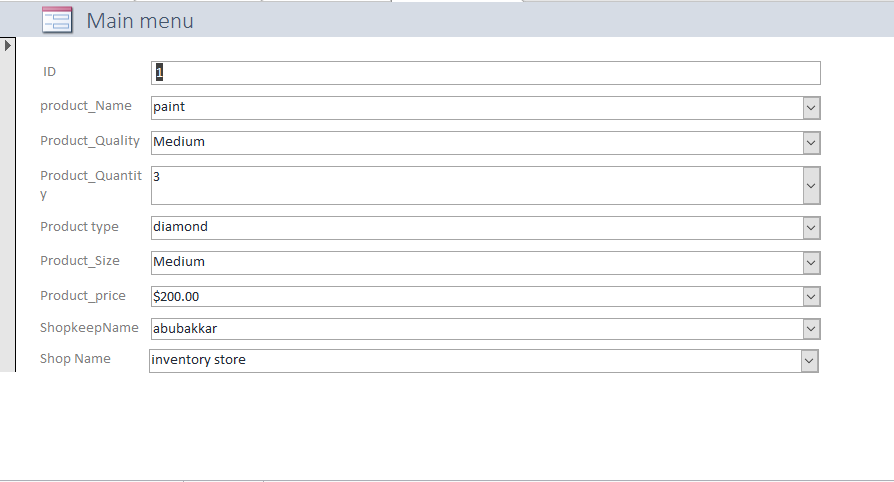 Main menu
ID 1
product_Name paint
Product_Quality Medium
Product_Quantit 3
y
Product type diamond
Product_Size Medium
Product_price $200.00
ShopkeepName abubakkar
Shop Name inventory store